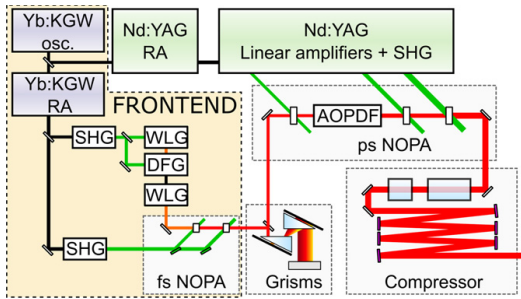 Yb:KGW
osc.
Nd:YAG
RA
Nd:YAG
Linear amplifiers + SHG
Yb:KGW
RA
FRONTEND
SHG
WLG
DFG
WLG
SHG
fs NOPA
AOPDF
ps NOPA
Grisms
Compressor